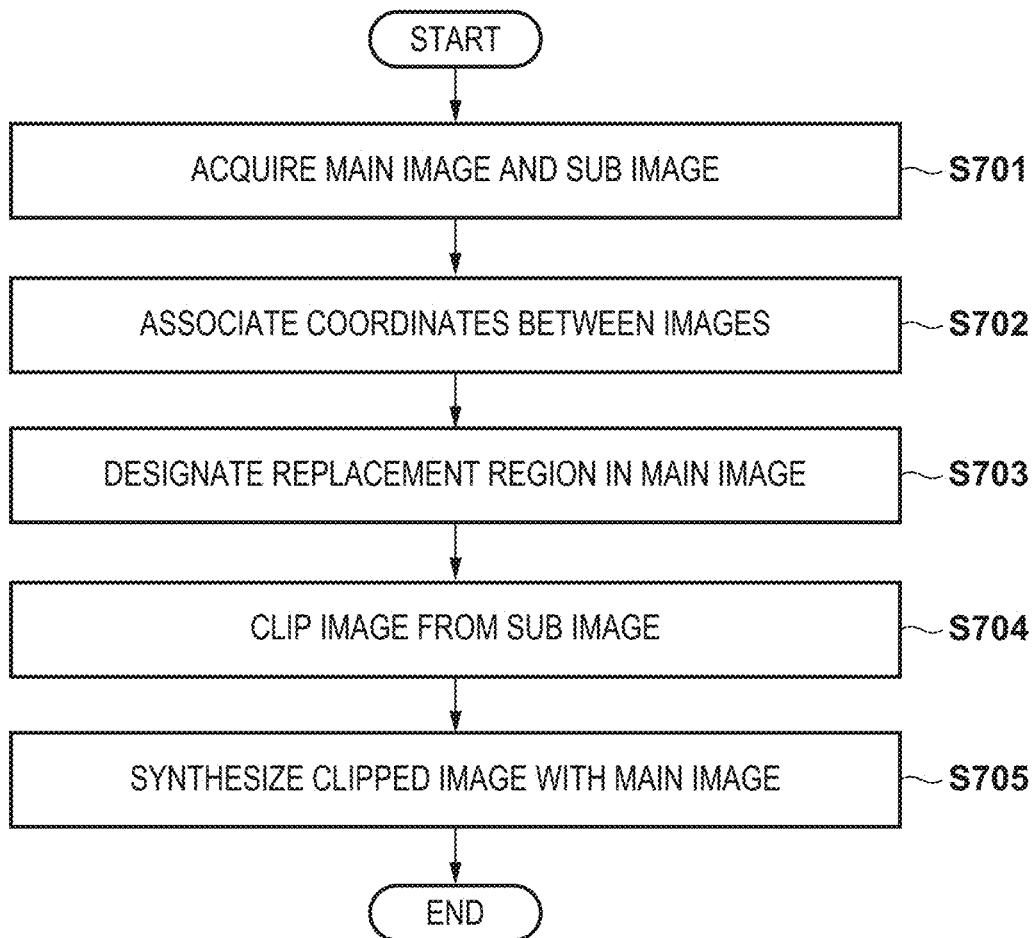 START
ACQUIRE MAIN IMAGE AND SUB IMAGE
S701
ASSOCIATE COORDINATES BETWEEN IMAGES
S702
DESIGNATE REPLACEMENT REGION IN MAIN IMAGE
S703
CLIP IMAGE FROM SUB IMAGE
S704
SYNTHESIZE CLIPPED IMAGE WITH MAIN IMAGE
S705
END